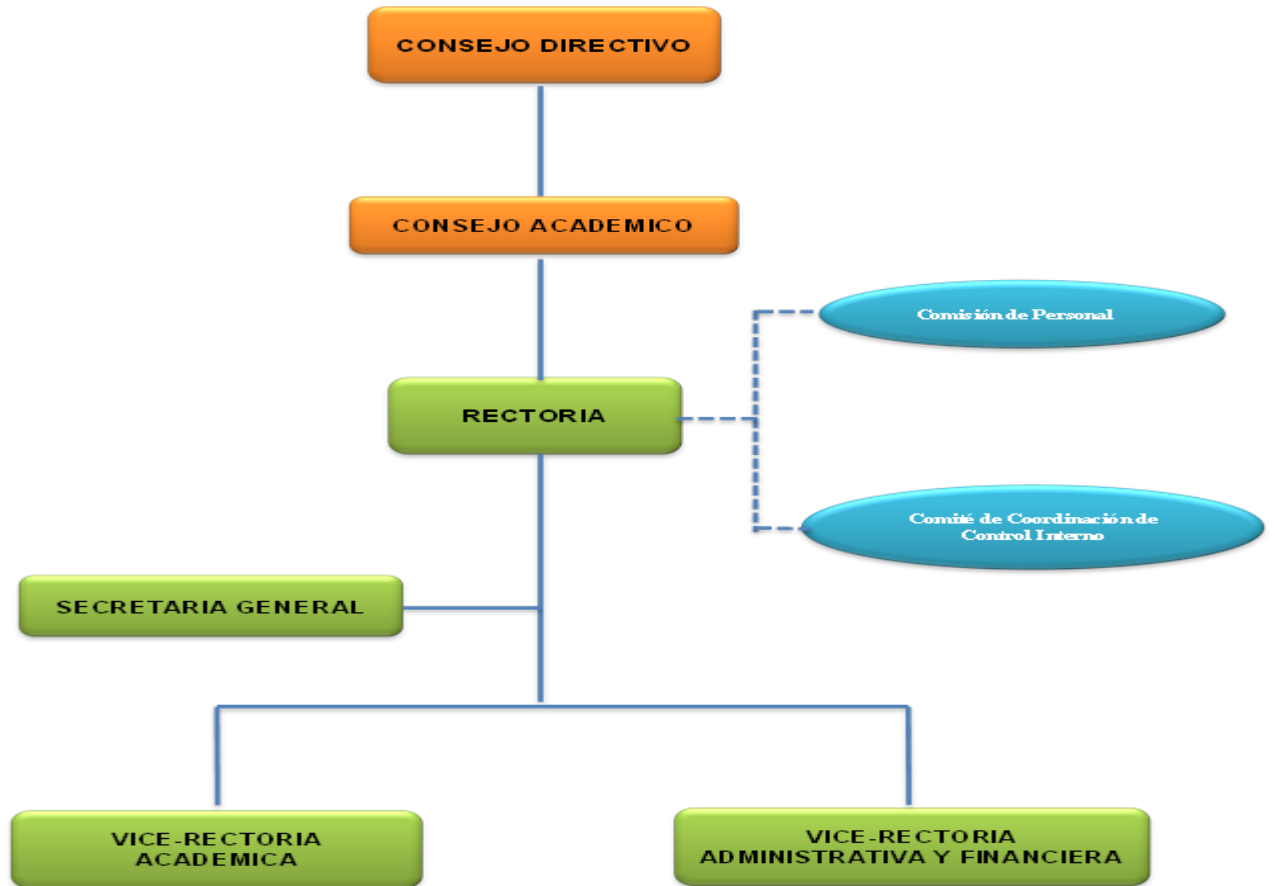 CONSEJO DIRECTIVO
CONSEJO ACADEMICO
Comisión de Personal
RECTORIA
Comité de Coordinación de
Control Interno
SECRETARIA GENERAL
VICE-RECTORIA
ACADEMICA
VICE-RECTORIA
ADMINISTRATIVA Y FINANCIERA